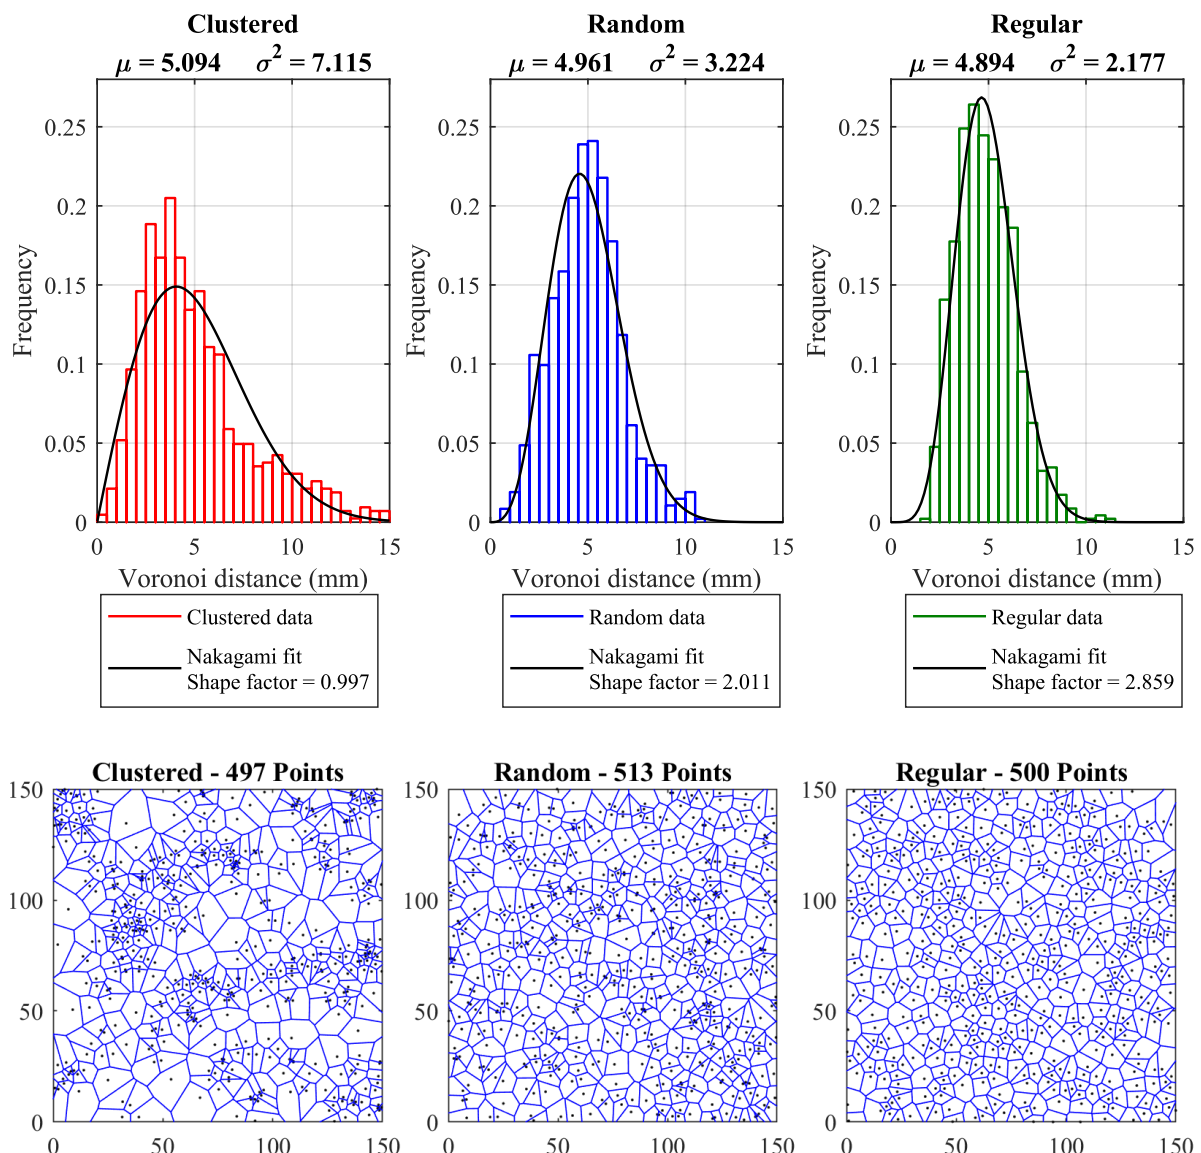 Clustered
μ = 5.094 σ² = 7.115
0.25
0.2
0.15
0.1
0.05
0
Frequency
0 5 10 15
Voronoi distance (mm)
Clustered data
Nakagami fit
Shape factor = 0.997
Random
μ = 4.961 σ² = 3.224
0.25
0.2
0.15
0.1
0.05
0
Frequency
0 5 10 15
Voronoi distance (mm)
Random data
Nakagami fit
Shape factor = 2.011
Regular
μ = 4.894 σ² = 2.177
0.25
0.2
0.15
0.1
0.05
0
Frequency
0 5 10 15
Voronoi distance (mm)
Regular data
Nakagami fit
Shape factor = 2.859
Clustered - 497 Points
150
100
50
0
0 50 100 150
Random - 513 Points
150
100
50
0
0 50 100 150
Regular - 500 Points
150
100
50
0
0 50 100 150